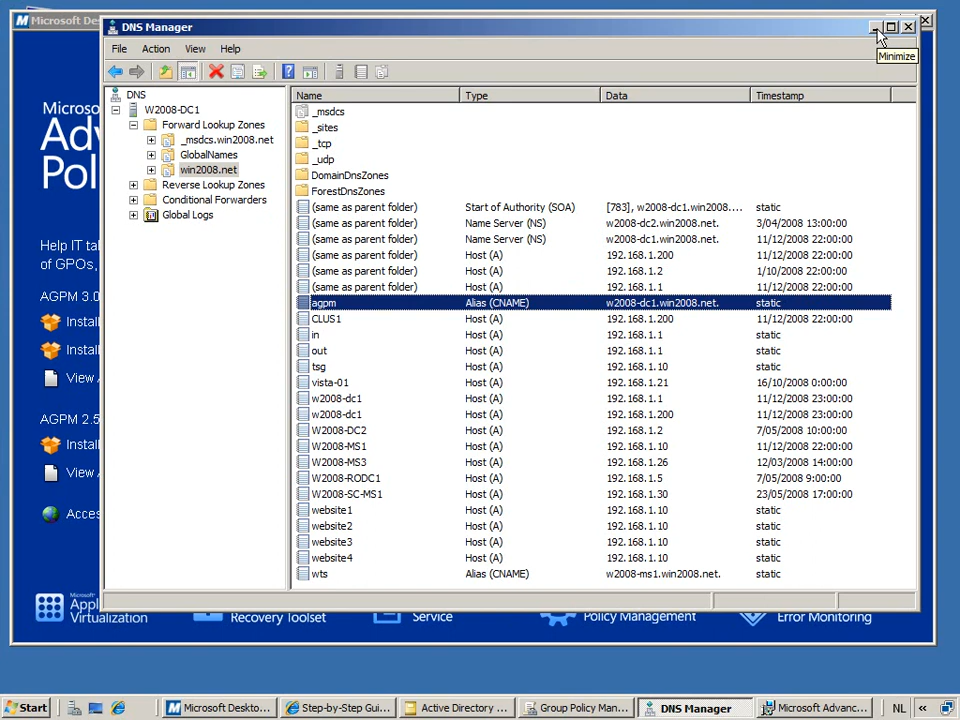 Microsoft Des
DNS Manager
File Action View Help
Minimize
DNS
W2008-DC1
Forward Lookup Zones
_msdcs.win2008.net
GlobalNames
win2008.net
Reverse Lookup Zones
Conditional Forwarders
Global Logs
Name Type Data Timestamp
_msdcs
_sites
_tcp
_udp
DomainDnsZones
ForestDnsZones
(same as parent folder) Start of Authority (SOA) [783], w2008-dc1.win2008.... static
(same as parent folder) Name Server (NS) w2008-dc2.win2008.net. 3/04/2008 13:00:00
(same as parent folder) Name Server (NS) w2008-dc1.win2008.net. 11/12/2008 22:00:00
(same as parent folder) Host (A) 192.168.1.200 11/12/2008 22:00:00
(same as parent folder) Host (A) 192.168.1.2 1/10/2008 22:00:00
(same as parent folder) Host (A) 192.168.1.1 11/12/2008 22:00:00
agpm Alias (CNAME) w2008-dc1.win2008.net. static
CLUS1 Host (A) 192.168.1.200 11/12/2008 22:00:00
in Host (A) 192.168.1.1 static
out Host (A) 192.168.1.1 static
tsg Host (A) 192.168.1.10 static
vista-01 Host (A) 192.168.1.21 16/10/2008 0:00:00
w2008-dc1 Host (A) 192.168.1.1 11/12/2008 23:00:00
w2008-dc1 Host (A) 192.168.1.200 11/12/2008 23:00:00
W2008-DC2 Host (A) 192.168.1.2 7/05/2008 10:00:00
W2008-MS1 Host (A) 192.168.1.10 11/12/2008 22:00:00
W2008-MS3 Host (A) 192.168.1.26 12/03/2008 14:00:00
W2008-RODC1 Host (A) 192.168.1.5 7/05/2008 9:00:00
W2008-SC-MS1 Host (A) 192.168.1.30 23/05/2008 17:00:00
website1 Host (A) 192.168.1.10 static
website2 Host (A) 192.168.1.10 static
website3 Host (A) 192.168.1.10 static
website4 Host (A) 192.168.1.10 static
wts Alias (CNAME) w2008-ms1.win2008.net. static
Microso
Ad
Pol
Help IT ta
of GPOs,
AGPM 3.0
Instal
Instal
View
AGPM 2.5
Instal
View
Acces
Microsoft
Appl
Virtualization
Recovery Toolset
Service
Policy Management
Error Monitoring
Start Microsoft Deskto... Step-by-Step Gui... Active Directory ... Group Policy Man... DNS Manager Microsoft Advanc... NL «